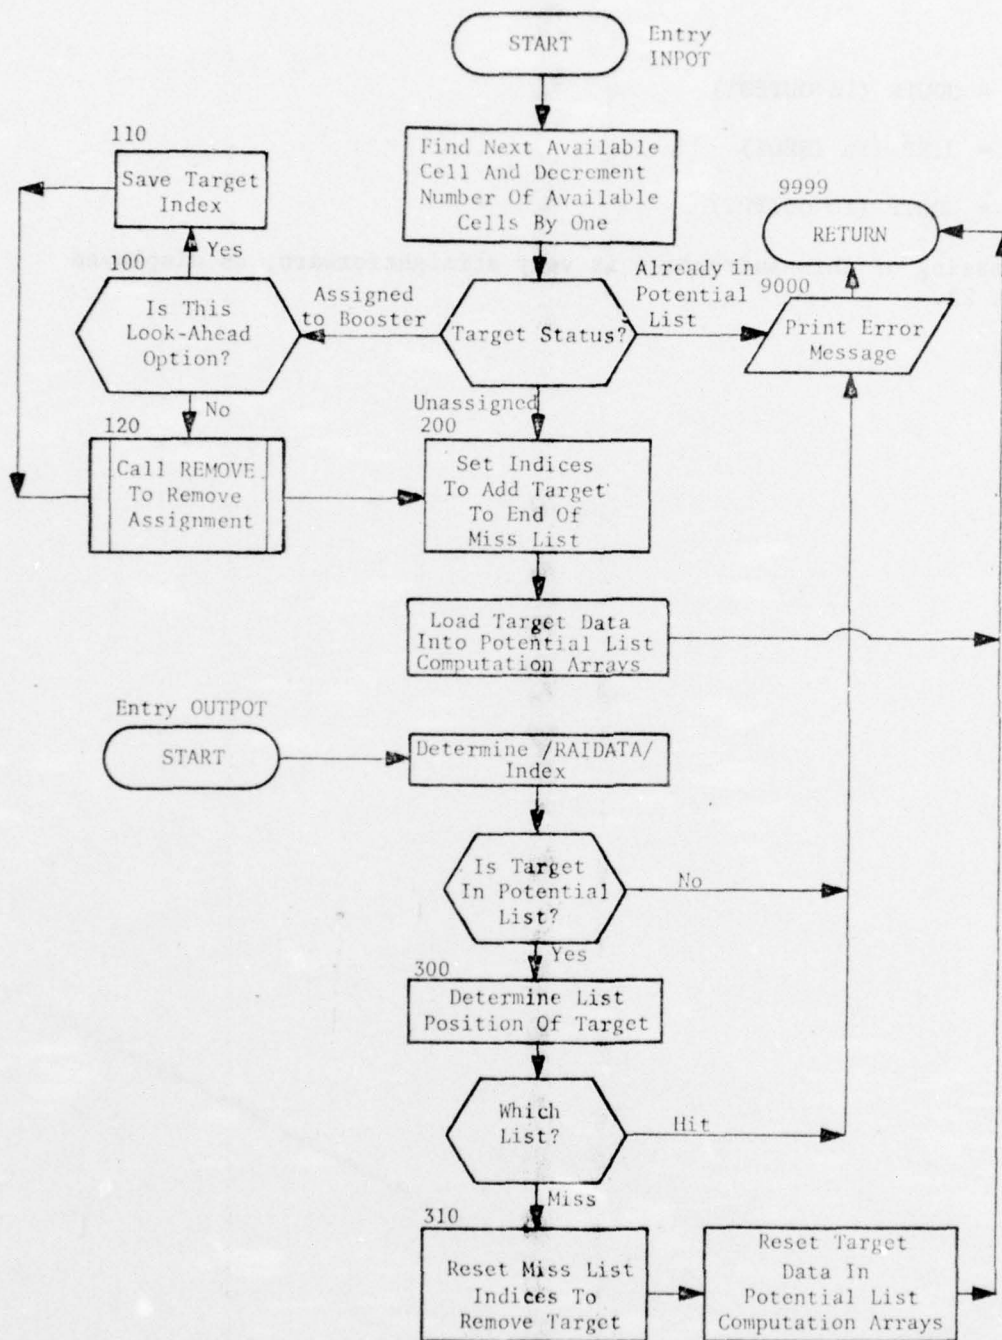 START
Entry
INPOT
Find Next Available
Cell And Decrement
Number Of Available
Cells By One
110
Save Target
Index
9999
RETURN
Yes
100
Is This
Look-Ahead
Option?
Assigned
to Booster
Target Status?
Already in
Potential
List
9000
Print Error
Message
No
Unassigned
120
Call REMOVE
To Remove
Assignment
200
Set Indices
To Add Target
To End Of
Miss List
Load Target Data
Into Potential List
Computation Arrays
Entry OUTPOT
START
Determine /RAIDATA/
Index
Is Target
In Potential
List?
No
Yes
300
Determine List
Position Of Target
Which
List?
Hit
Miss
310
Reset Miss List
Indices To
Remove Target
Reset Target
Data In
Potential List
Computation Arrays